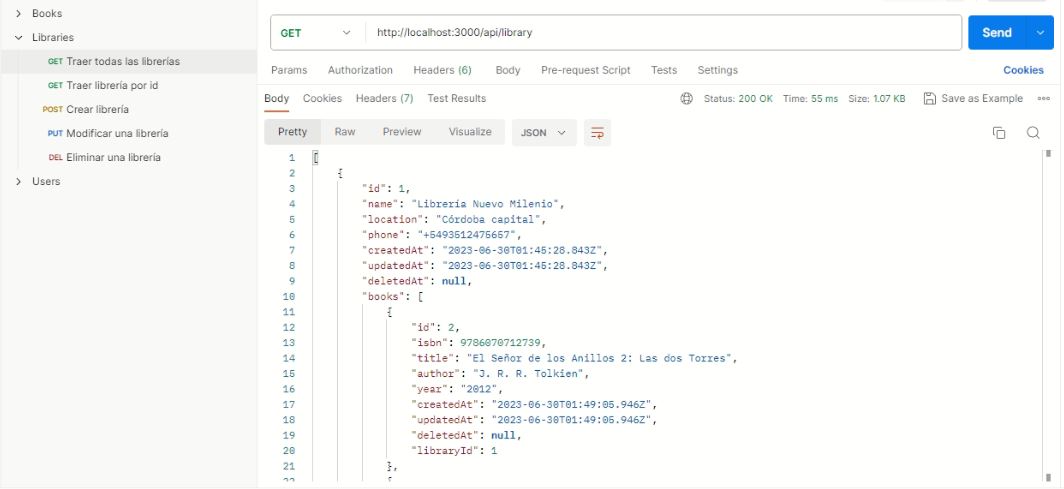 Books
Libraries
GET Traer todas las librerías
GET Traer librería por id
POST Crear librería
PUT Modificar una librería
DEL Eliminar una librería
Users
GET http://localhost:3000/api/library Send
Params Authorization Headers (6) Body Pre-request Script Tests Settings Cookies
Body Cookies Headers (7) Test Results Status: 200 OK Time: 55 ms Size: 1.07 KB Save as Example
Pretty Raw Preview Visualize JSON
1 [
2 {
3 "id": 1,
4 "name": "Librería Nuevo Milenio",
5 "location": "Córdoba capital",
6 "phone": "+5493512475657",
7 "createdAt": "2023-06-30T01:45:28.843Z",
8 "updatedAt": "2023-06-30T01:45:28.843Z",
9 "deletedAt": null,
10 "books": [
11 {
12 "id": 2,
13 "isbn": 9786070712739,
14 "title": "El Señor de los Anillos 2: Las dos Torres",
15 "author": "J. R. R. Tolkien",
16 "year": "2012",
17 "createdAt": "2023-06-30T01:49:05.946Z",
18 "updatedAt": "2023-06-30T01:49:05.946Z",
19 "deletedAt": null,
20 "libraryId": 1
21 },